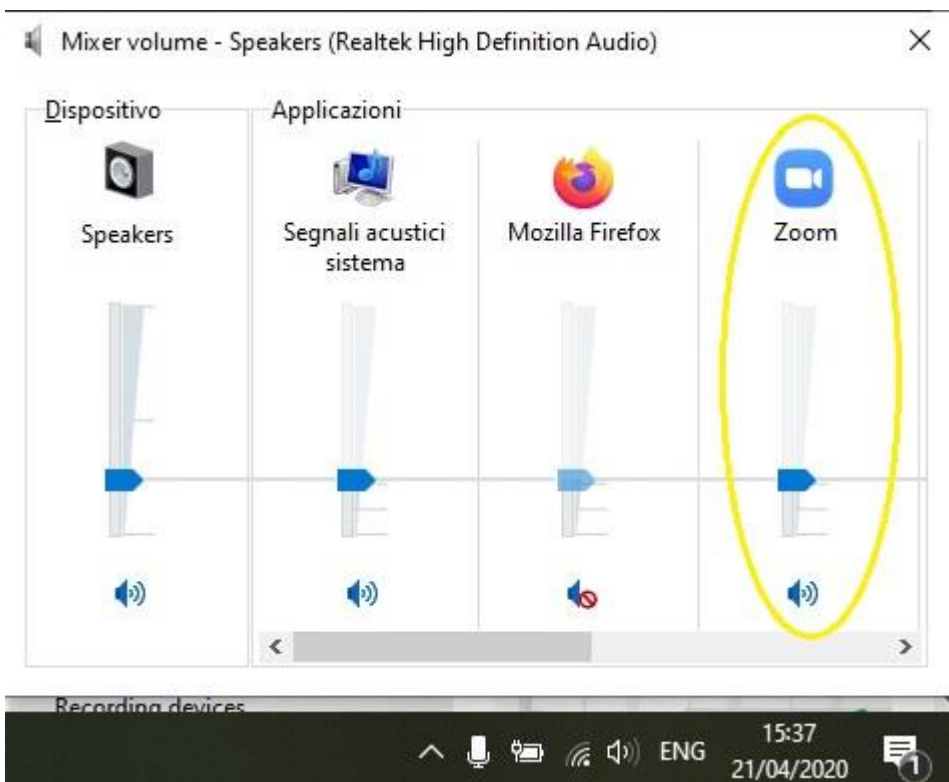 Mixer volume - Speakers (Realtek High Definition Audio)
Dispositivo
Applicazioni
Speakers
Segnali acustici
sistema
Mozilla Firefox
Zoom
Recording devices
ENG
15:37
21/04/2020
1